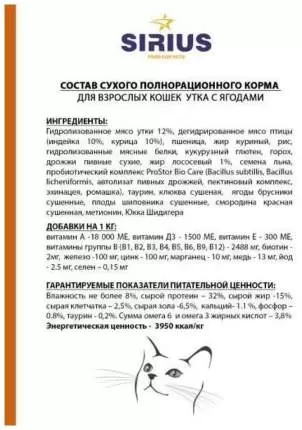 SIRIUS
СОСТАВ СУХОГО ПОЛНОРАЦИОННОГО КОРМА
ДЛЯ ВЗРОСЛЫХ КОШЕК УТКА С ЯГОДАМИ
ИНГРЕДИЕНТЫ:
Гидролизованное мясо утки 12%, дегидрированное мясо птицы
(индейка 10%, курица 10%), пшеница, жир куриный, рис,
гидролизованные мясные белки, кукурузный глютен, горох,
дрожжи пивные сухие, жир лососевый 1%, семена льна,
пробиотический комплекс ProStor Bio Care (Bacillus subtillis, Bacillus
licheniformis, автолизат пивных дрожжей, пектиновый комплекс,
эхинацея, ромашка), таурин, клюква сушеная, ягоды брусники
сушенные, плоды шиповника сушенные, смородина красная
сушенная, метионин, Юкка Шидигера
ДОБАВКИ НА 1 КГ:
витамин А -18 000 МЕ, витамин Д3 - 1500 МЕ, витамин Е - 300 МЕ,
витамины группы В (В1, В2, В3, В4, В5, В6, В9, В12) - 2488 мг, биотин -
2мг, железо -100 мг, цинк - 100 мг, марганец - 10 мг, медь - 13 мг, йод
- 2.5 мг, селен – 0,15 мг
ГАРАНТИРУЕМЫЕ ПОКАЗАТЕЛИ ПИТАТЕЛЬНОЙ ЦЕННОСТИ:
Влажность не более 8%, сырой протеин – 32%, сырой жир -15%,
сырая клетчатка – 2,5%, сырая зола -6,5%, кальций- 1.1 %, фосфор –
0.8%, таурин - 0,2%. Сумма омега 6 и омега 3 жирных кислот – 3,8%
Энергетическая ценность - 3950 ккал/кг